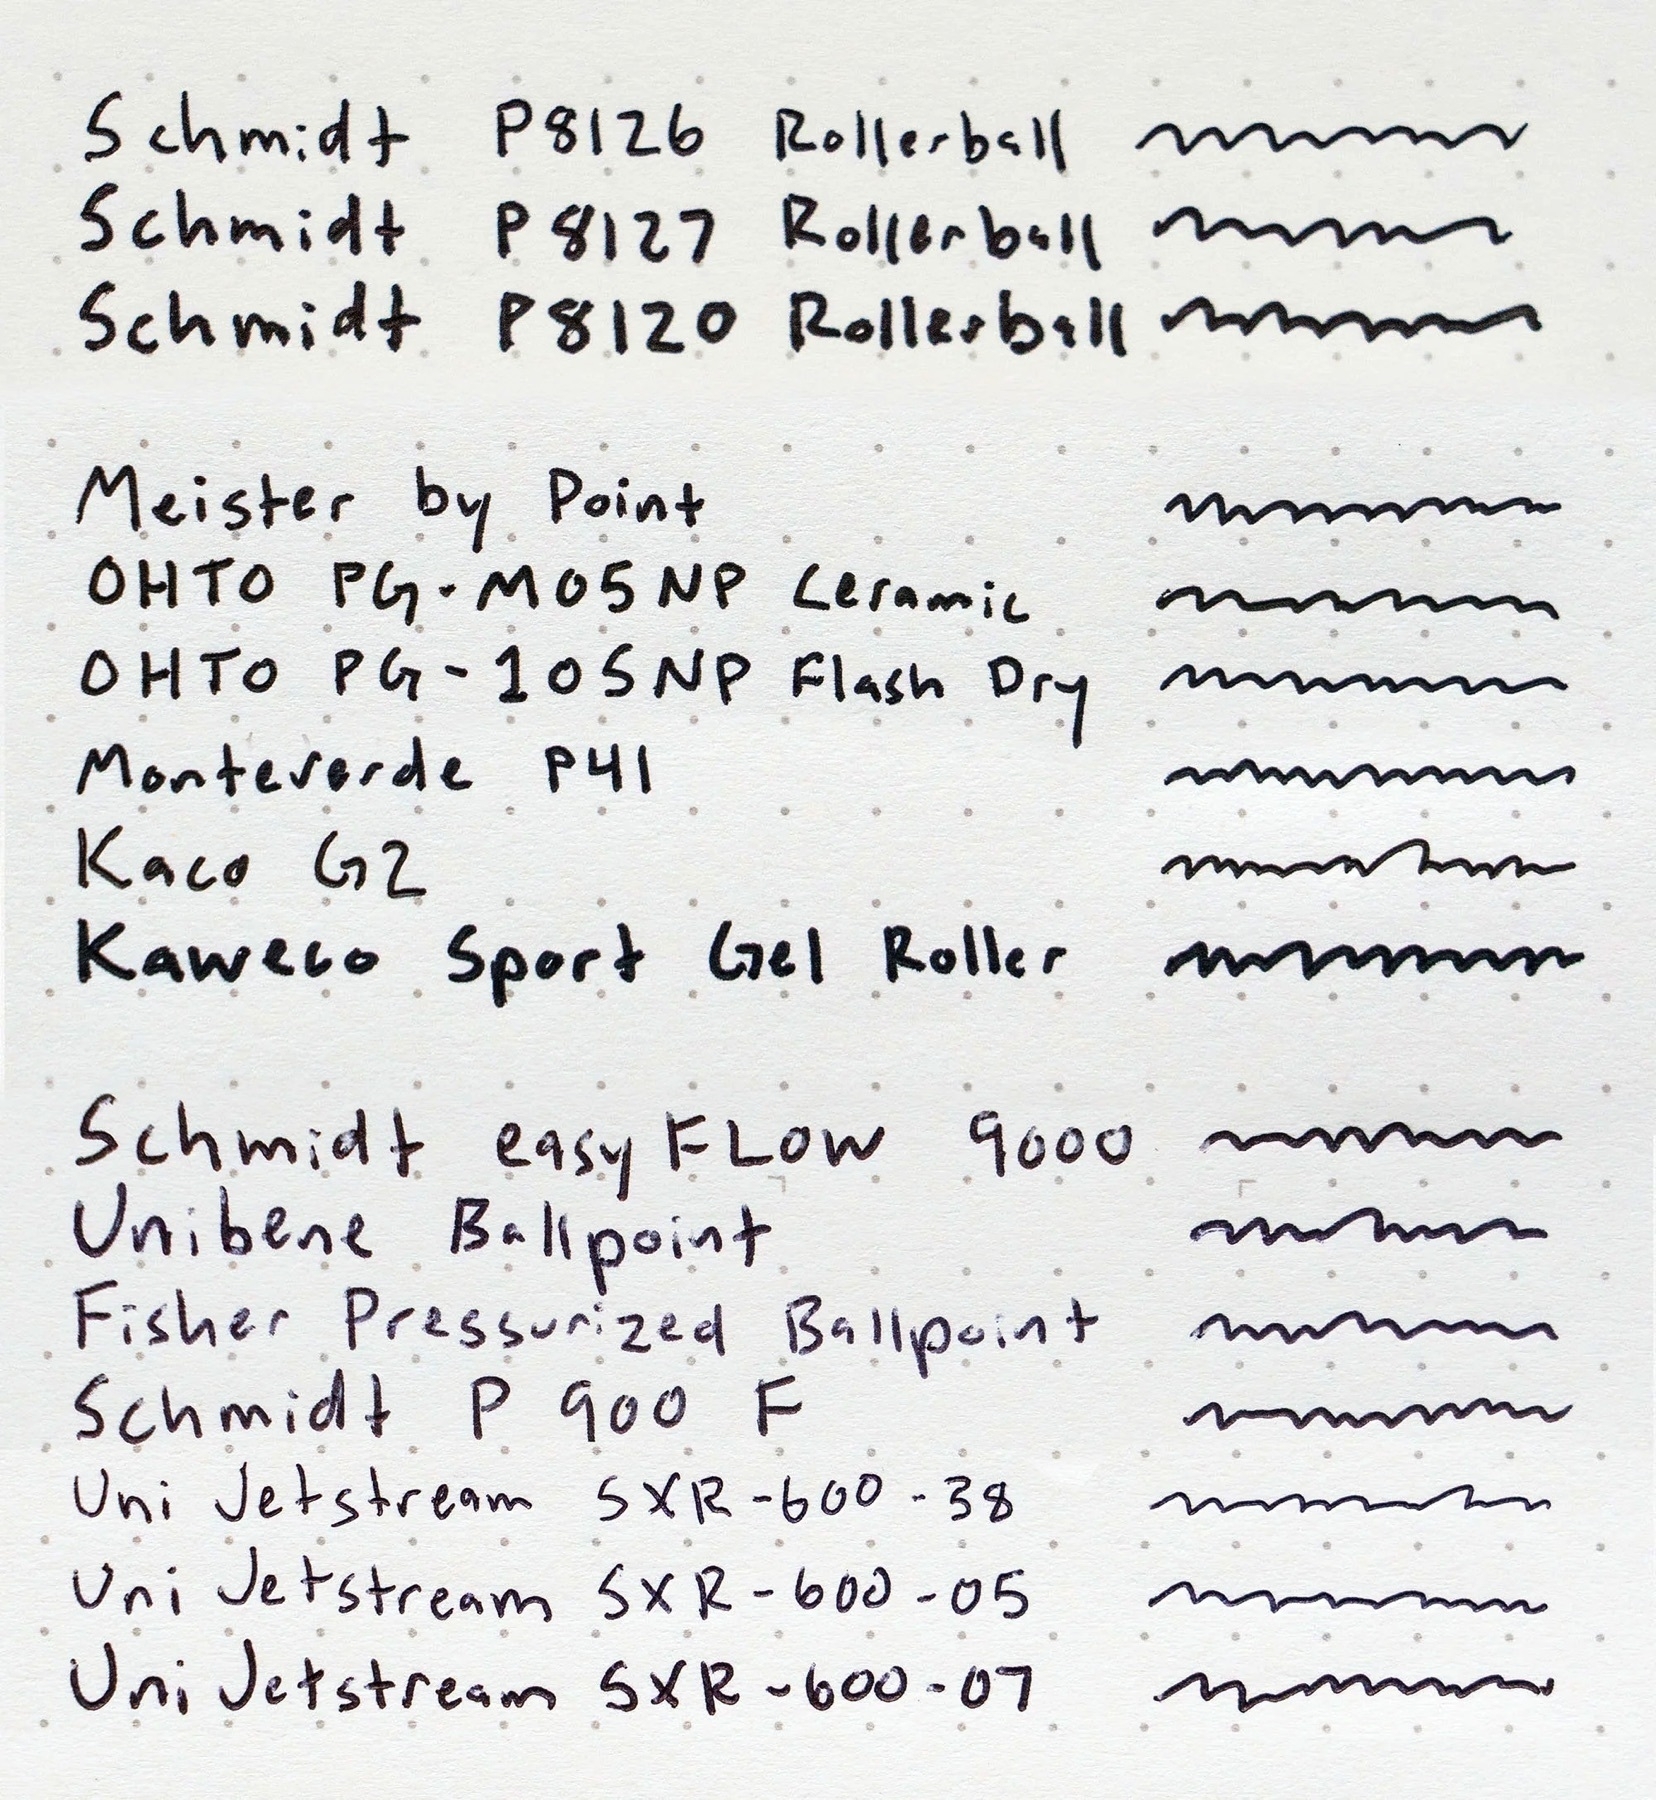 Schmidt P8126 Rollerball
Schmidt P8127 Rollerball
Schmidt P8120 Rollerball
Meister by Point
OHTO PG-M05NP Ceramic
OHTO PG-105NP Flash Dry
Monteverde P41
Kaco G2
Kaweco Sport Gel Roller
Schmidt easyFLOW 9000
Unibene Ballpoint
Fisher Pressurized Ballpoint
Schmidt P 900 F
Uni Jetstream SXR-600-38
Uni Jetstream SXR-600-05
Uni Jetstream SXR-600-07